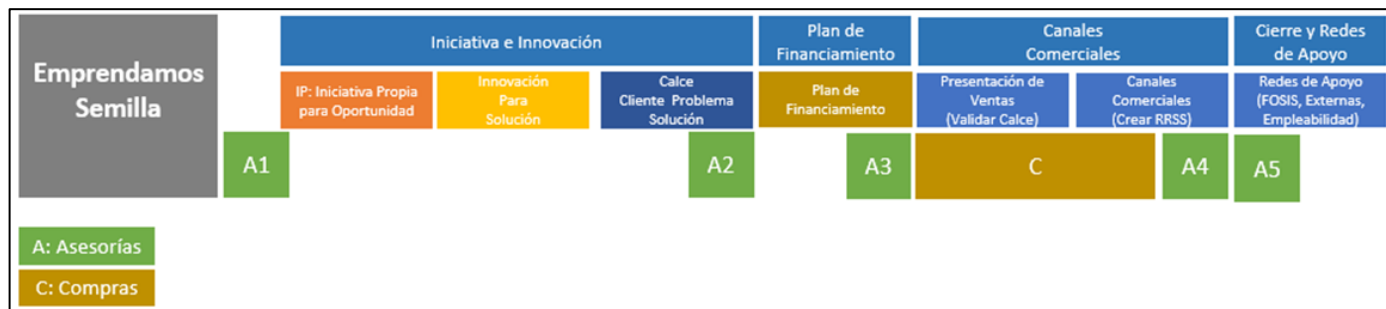 Emprendamos
Semilla
Iniciativa e Innovación
Plan de
Financiamiento
Canales
Comerciales
Cierre y Redes
de Apoyo
IP: Iniciativa Propia
para Oportunidad
Innovación
Para
Solución
Calce
Cliente Problema
Solución
Plan de
Financiamiento
Presentación de
Ventas
(Validar Calce)
Canales
Comerciales
(Crear RRSS)
Redes de Apoyo
(FOSIS, Externas,
Empleabilidad)
A1
A2
A3
C
A4
A5
A: Asesorías
C: Compras